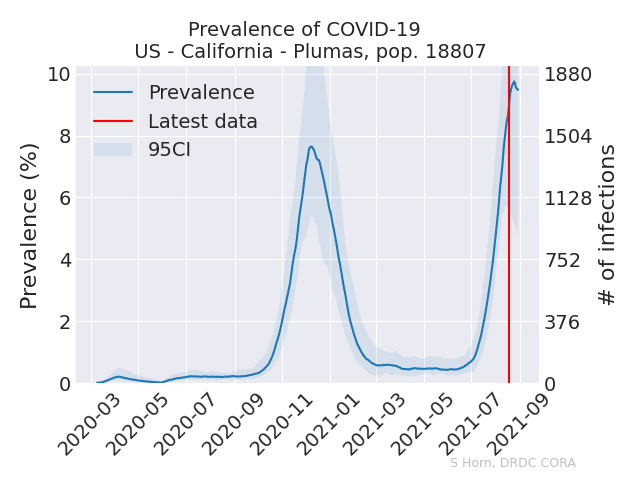 Prevalence of COVID-19
US - California - Plumas, pop. 18807
Prevalence
Latest data
95CI
Prevalence (%)
10
8
6
4
2
0
# of infections
1880
1504
1128
752
376
0
2020-03
2020-05
2020-07
2020-09
2020-11
2021-01
2021-03
2021-05
2021-07
2021-09
S Horn, DRDC CORA